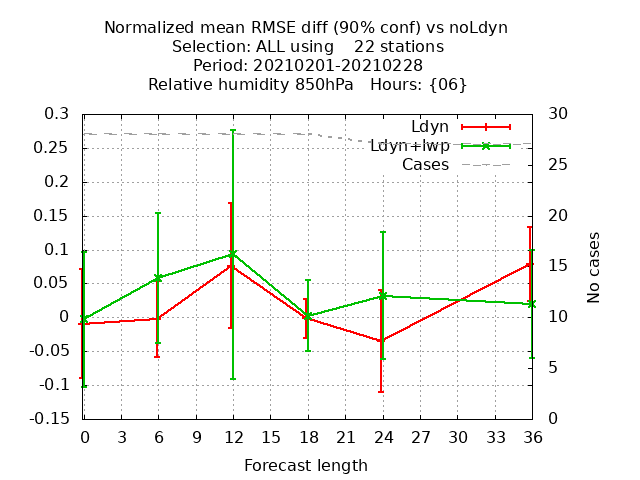 Normalized mean RMSE diff (90% conf) vs noLdyn
Selection: ALL using    22 stations
Period: 20210201-20210228
Relative humidity 850hPa   Hours: {06}
0.3
0.25
0.2
0.15
0.1
0.05
0
-0.05
-0.1
-0.15
Ldyn
Ldyn+lwp
Cases
30
25
20
15
10
5
0
No cases
0 3 6 9 12 15 18 21 24 27 30 33 36
Forecast length